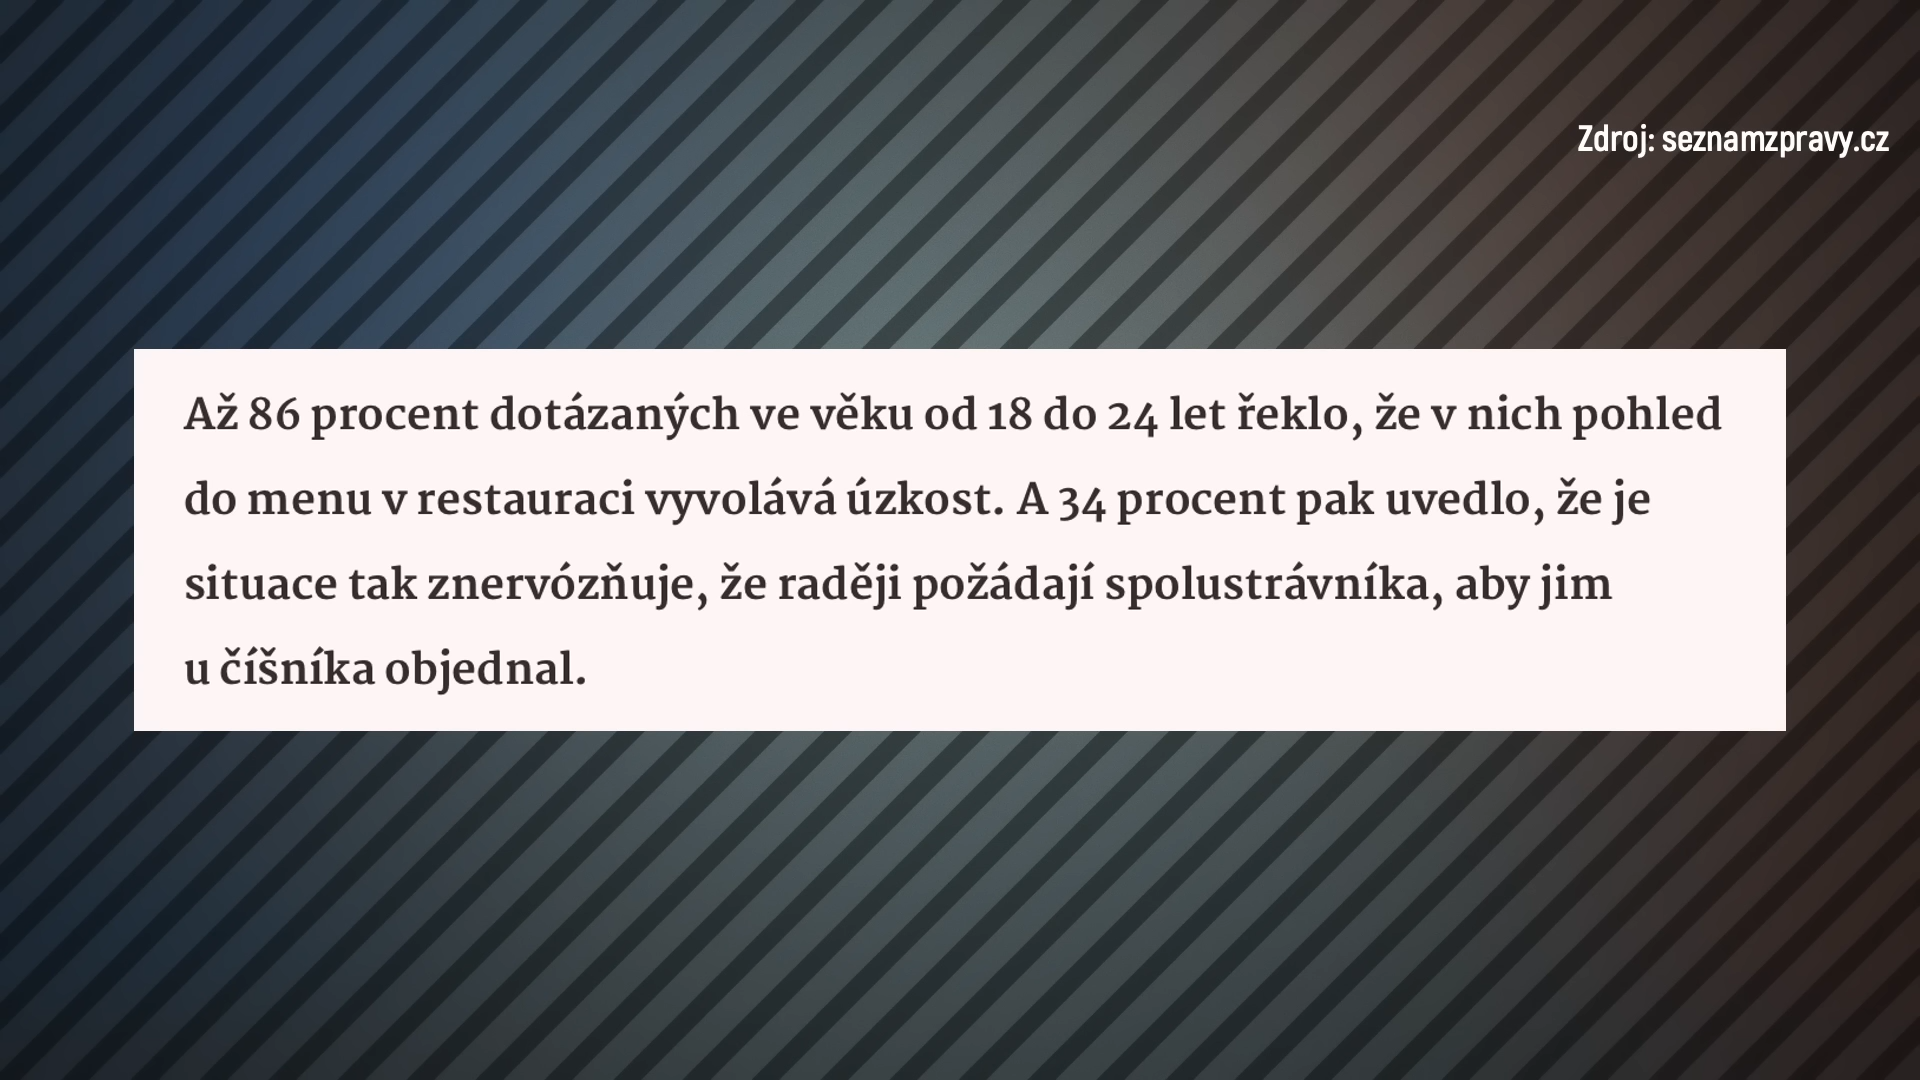 Zdroj: seznamzpravy.cz
Až 86 procent dotázaných ve věku od 18 do 24 let řeklo, že v nich pohled
do menu v restauraci vyvolává úzkost. A 34 procent pak uvedlo, že je
situace tak znervózňuje, že raději požádají spolustrávníka, aby jim
u číšníka objednal.